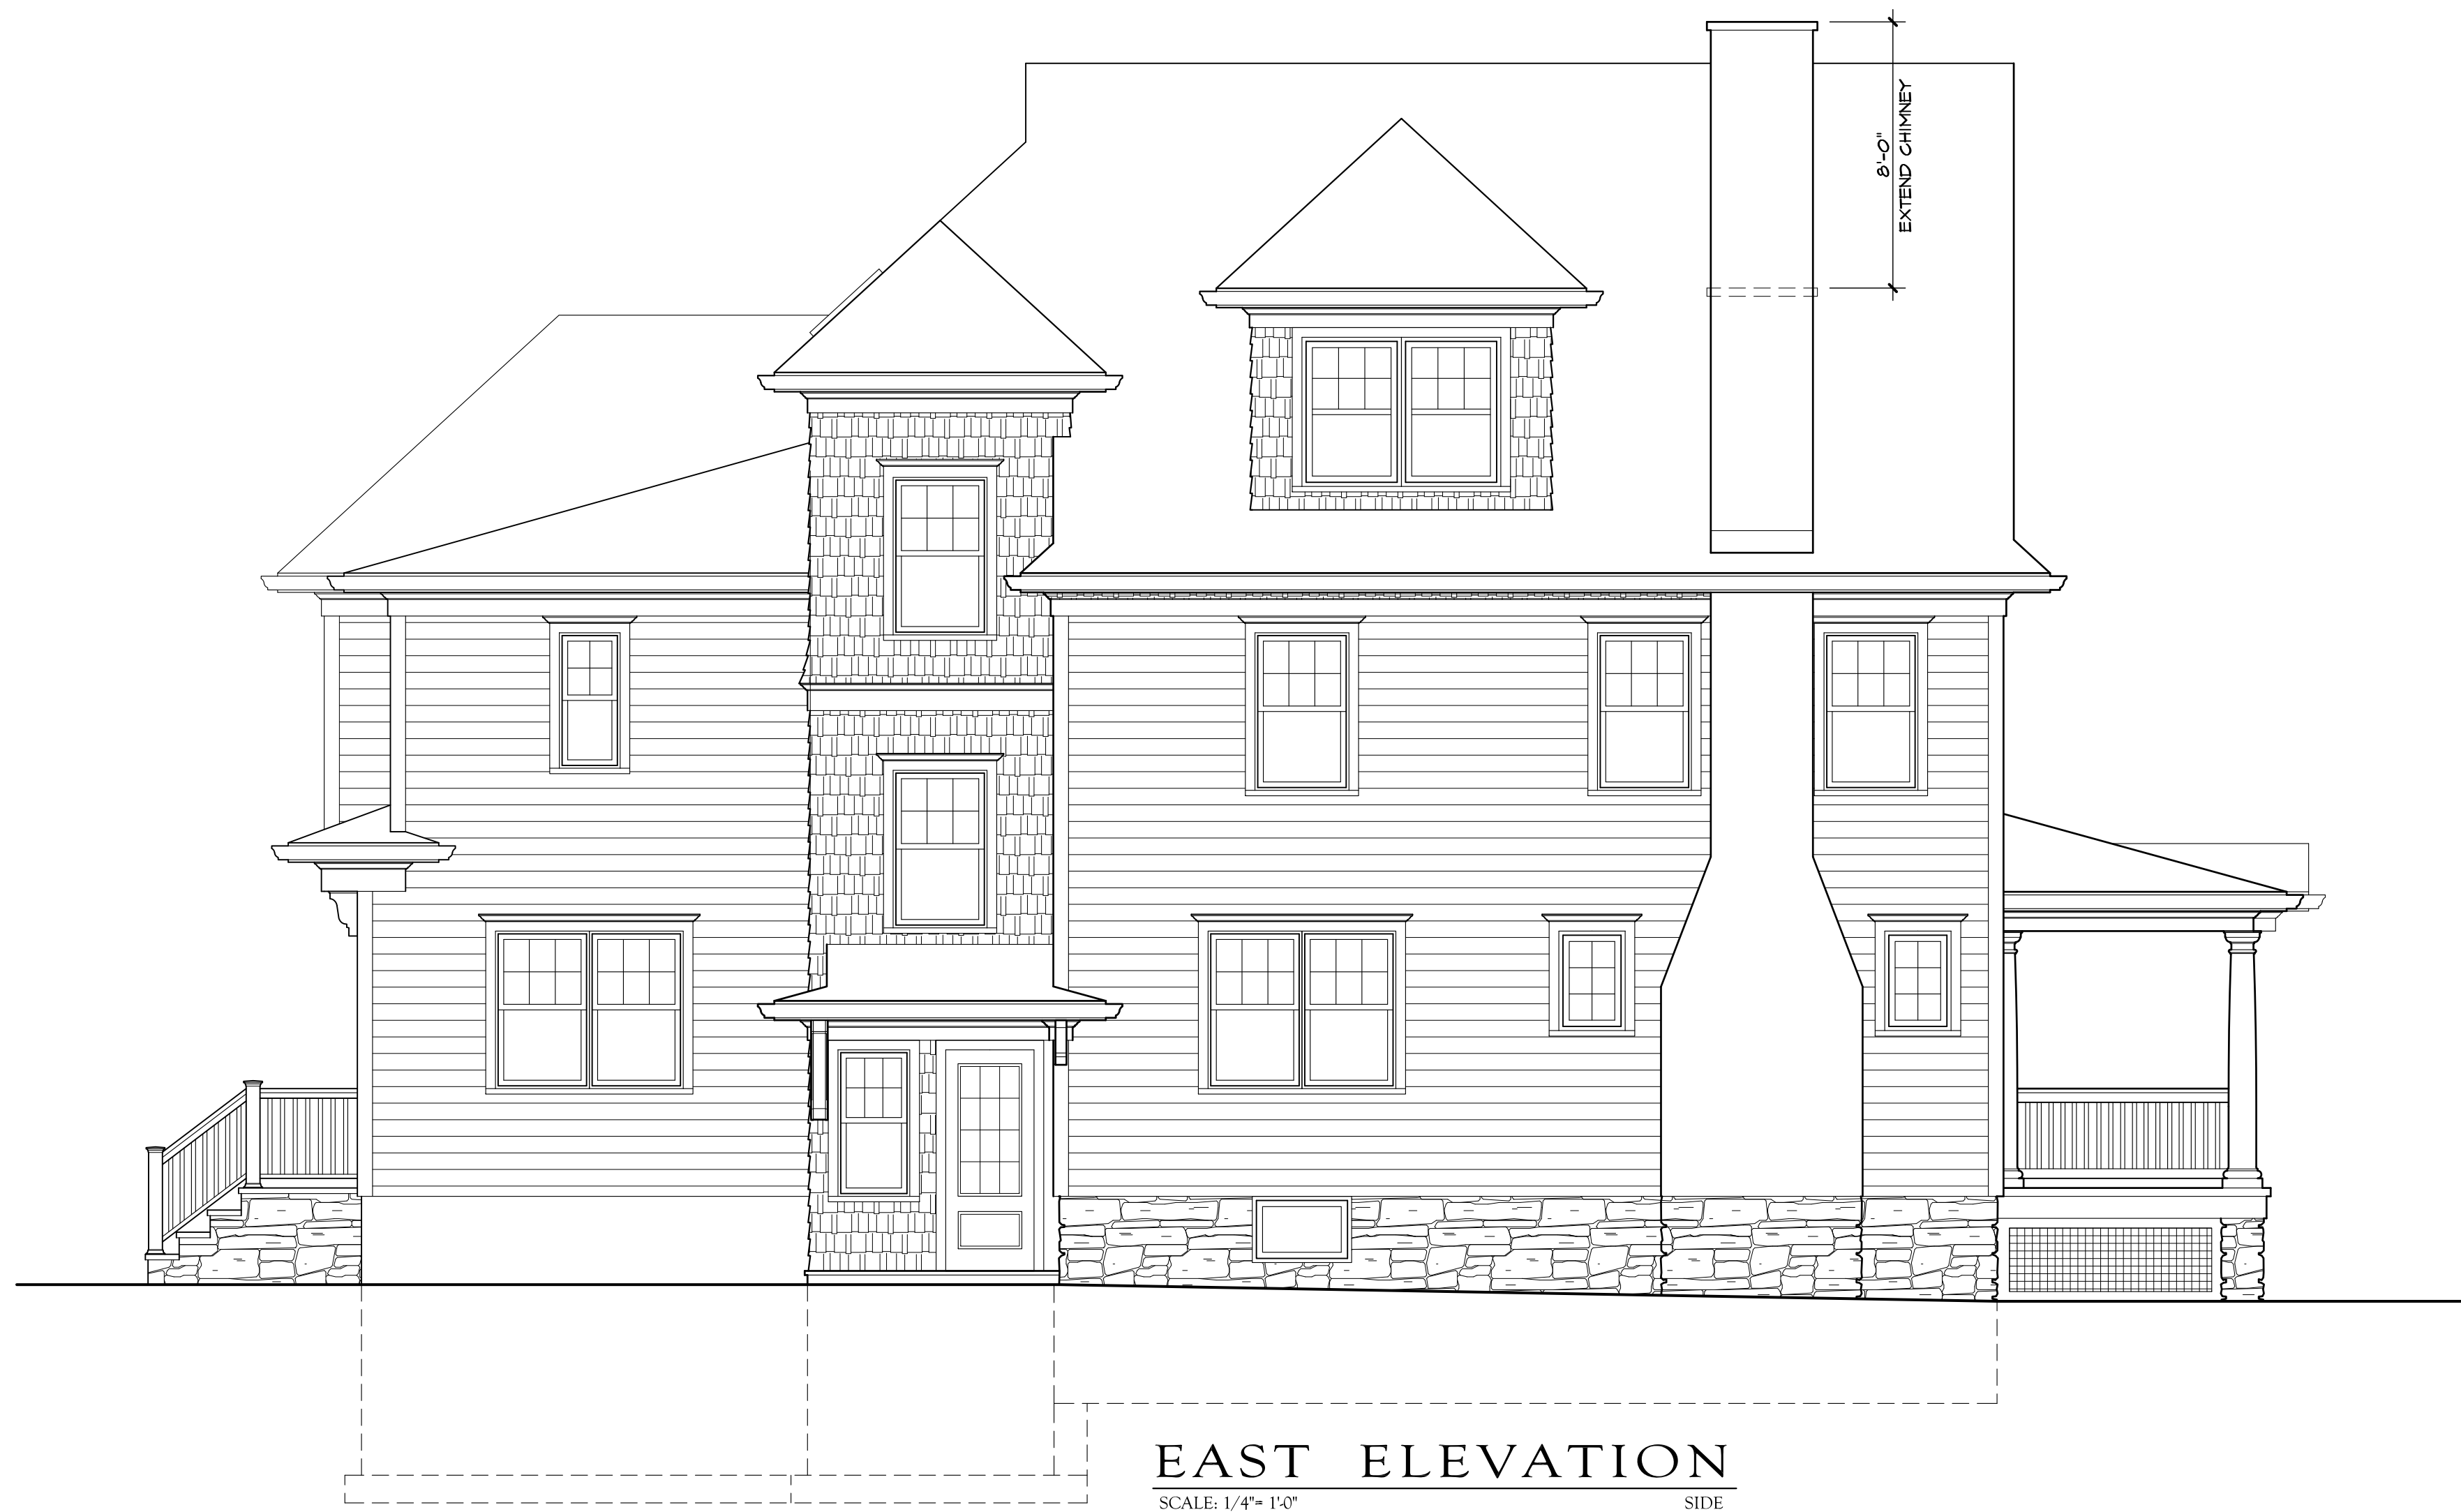 8'-0"
EXTEND CHIMNEY
EAST ELEVATION
SCALE: 1/4"= 1'-0" SIDE